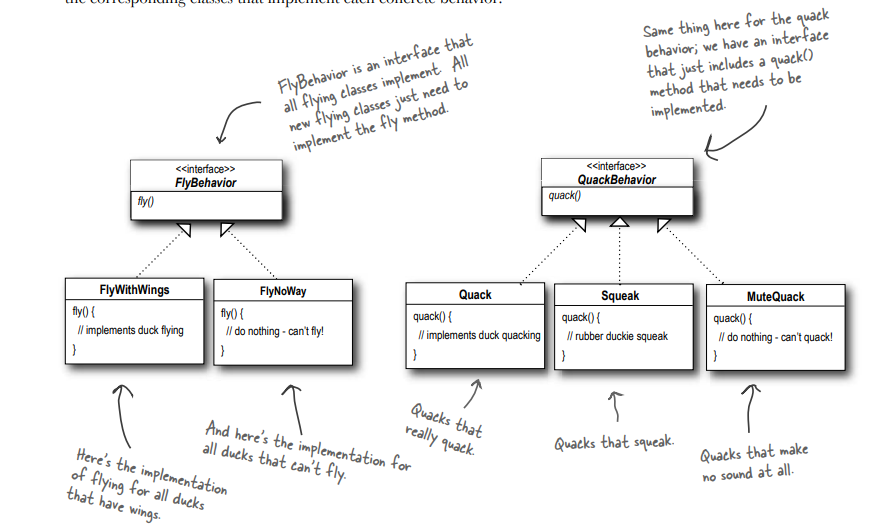 the corresponding classes that implement each concrete behavior.
FlyBehavior is an interface that
all flying classes implement. All
new flying classes just need to
implement the fly method.
Same thing here for the quack
behavior; we have an interface
that just includes a quack()
method that needs to be
implemented.
<<interface>>
FlyBehavior
fly()
<<interface>>
QuackBehavior
quack()
FlyWithWings
fly() {
// implements duck flying
}
FlyNoWay
fly() {
// do nothing - can't fly!
}
Quack
quack() {
// implements duck quacking
}
Squeak
quack() {
// rubber duckie squeak
}
MuteQuack
quack() {
// do nothing - can't quack!
}
Here's the implementation
of flying for all ducks
that have wings.
And here's the implementation for
all ducks that can't fly.
Quacks that
really quack.
Quacks that squeak.
Quacks that make
no sound at all.